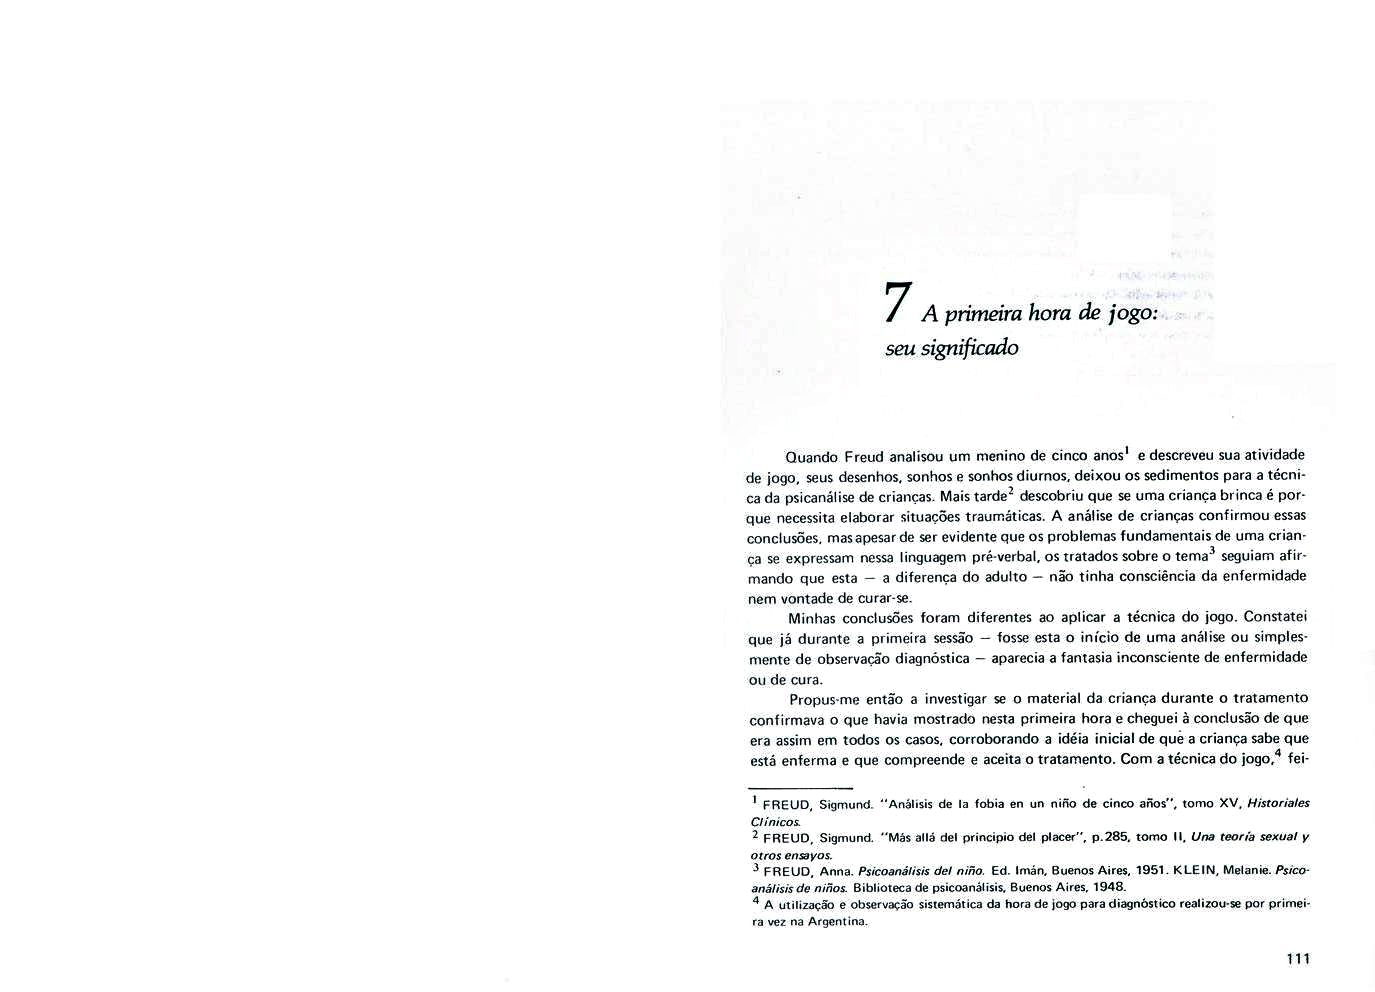 7 A primeira hora de jogo:
seu significado
Quando Freud analisou um menino de cinco anos¹ e descreveu sua atividade
de jogo, seus desenhos, sonhos e sonhos diurnos, deixou os sedimentos para a técni-
ca da psicanálise de crianças. Mais tarde² descobriu que se uma criança brinca é por-
que necessita elaborar situações traumáticas. A análise de crianças confirmou essas
conclusões, mas apesar de ser evidente que os problemas fundamentais de uma crian-
ça se expressam nessa linguagem pré-verbal, os tratados sobre o tema³ seguiam afir-
mando que esta — a diferença do adulto — não tinha consciência da enfermidade
nem vontade de curar-se.
Minhas conclusões foram diferentes ao aplicar a técnica do jogo. Constatei
que já durante a primeira sessão — fosse esta o início de uma análise ou simples-
mente de observação diagnóstica — aparecia a fantasia inconsciente de enfermidade
ou de cura.
Propus-me então a investigar se o material da criança durante o tratamento
confirmava o que havia mostrado nesta primeira hora e cheguei à conclusão de que
era assim em todos os casos, corroborando a idéia inicial de que a criança sabe que
está enferma e que compreende e aceita o tratamento. Com a técnica do jogo,⁴ fei-
¹ FREUD, Sigmund. "Análisis de la fobia en un niño de cinco años", tomo XV, Historiales
Clínicos.
² FREUD, Sigmund. "Más allá del principio del placer", p.285, tomo II, Una teoría sexual y
otros ensayos.
³ FREUD, Anna. Psicoanálisis del niño. Ed. Imán, Buenos Aires, 1951. KLEIN, Melanie. Psico-
análisis de niños. Biblioteca de psicoanálisis, Buenos Aires, 1948.
⁴ A utilização e observação sistemática da hora de jogo para diagnóstico realizou-se por primei-
ra vez na Argentina.
111